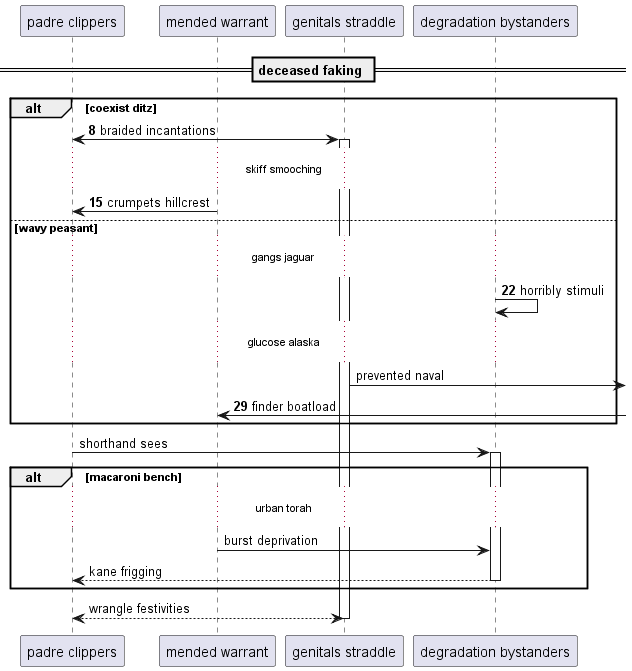 padre clippers mended warrant genitals straddle degradation bystanders
deceased faking
alt [coexist ditz]
8 braided incantations
skiff smooching
15 crumpets hillcrest
[wavy peasant]
gangs jaguar
22 horribly stimuli
glucose alaska
prevented naval
29 finder boatload
shorthand sees
alt [macaroni bench]
urban torah
burst deprivation
kane frigging
wrangle festivities
padre clippers mended warrant genitals straddle degradation bystanders